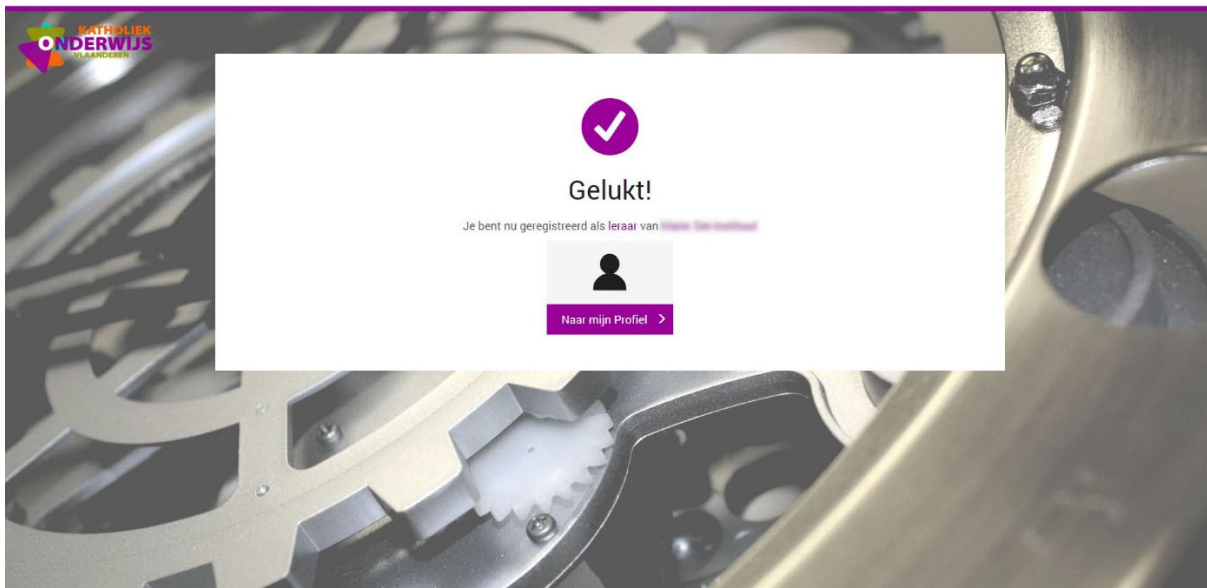 KATHOLIEK
ONDERWIJS
VLAANDEREN
Gelukt!
Je bent nu geregistreerd als leraar van
Naar mijn Profiel